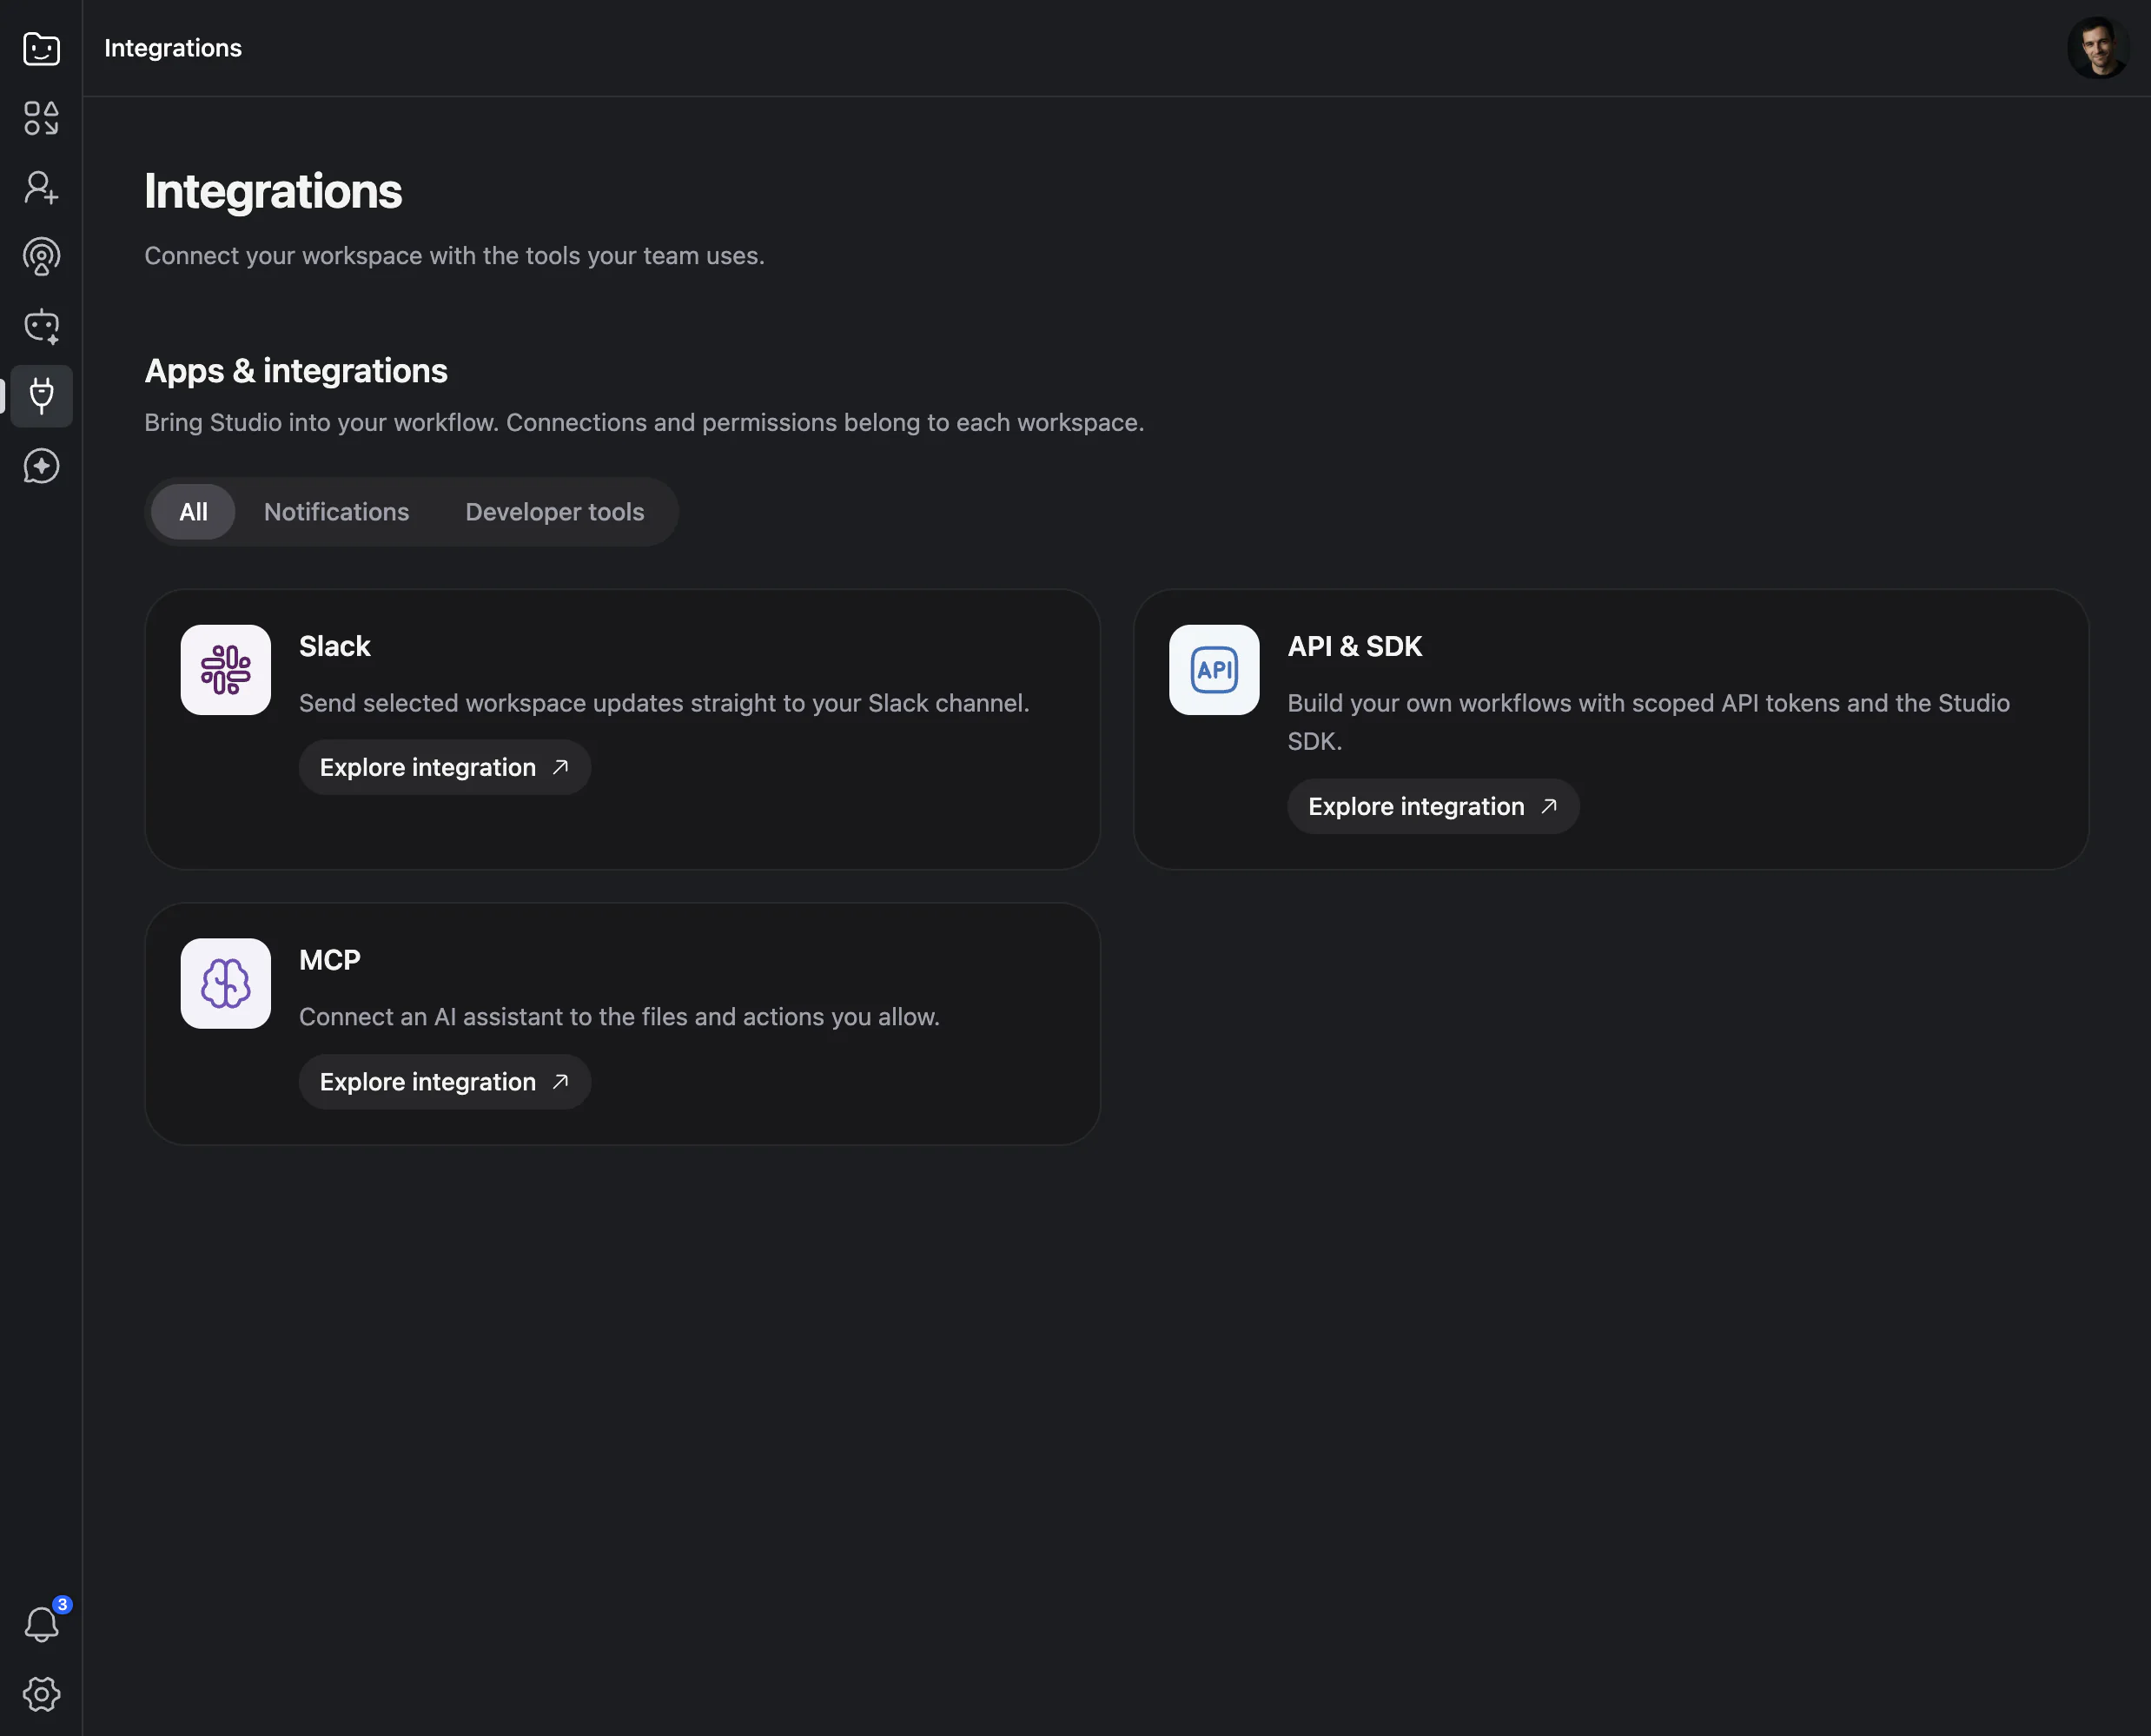 Integrations
Integrations
Connect your workspace with the tools your team uses.
Apps & integrations
Bring Studio into your workflow. Connections and permissions belong to each workspace.
All
Notifications
Developer tools
Slack
Send selected workspace updates straight to your Slack channel.
Explore integration
API
API & SDK
Build your own workflows with scoped API tokens and the Studio
SDK.
Explore integration
MCP
Connect an AI assistant to the files and actions you allow.
Explore integration
3